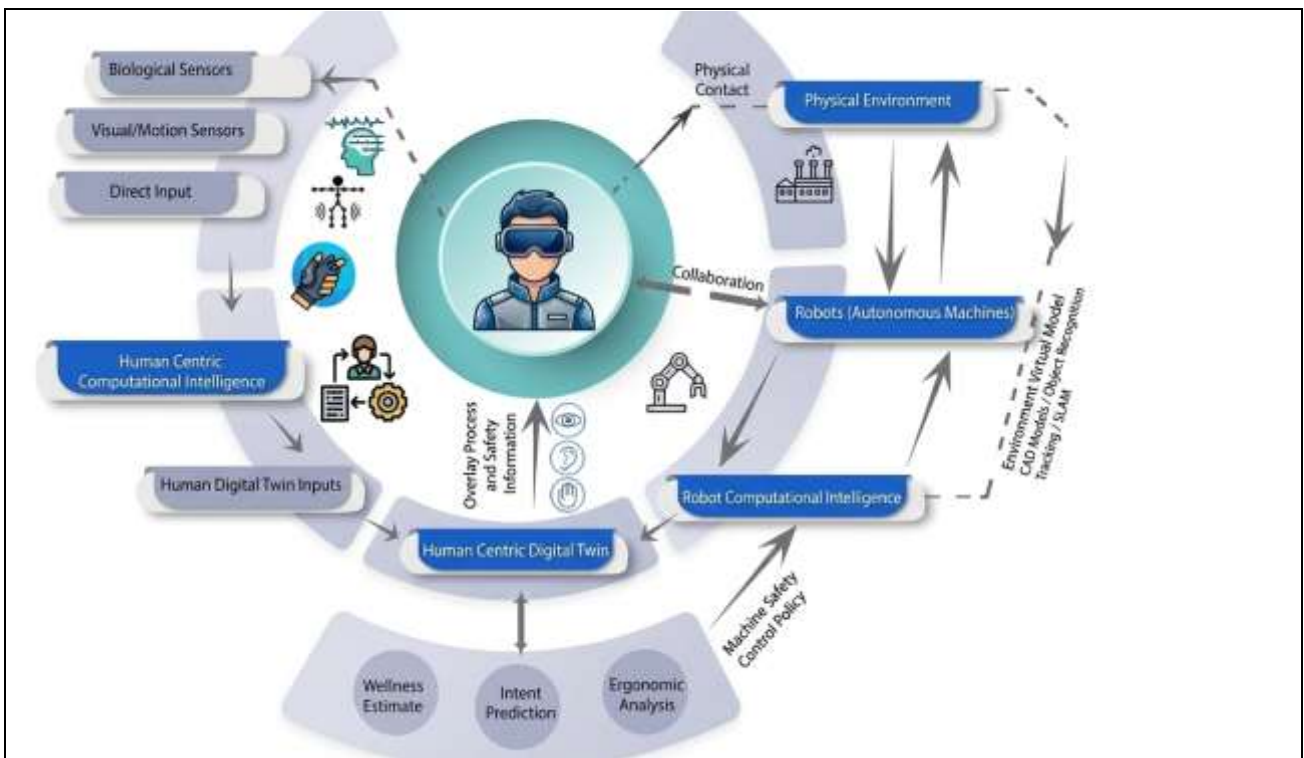 Biological Sensors
Visual/Motion Sensors
Direct Input
Human Centric
Computational Intelligence
Human Digital Twin Inputs
Human Centric Digital Twin
Overlay Process
and Safety
Information
Physical
Contact
Physical Environment
Collaboration
Robots (Autonomous Machines)
Robot Computational Intelligence
Environment Virtual Model
CAD Models / Object Recognition
Tracking / SLAM
Machine Safety
Control Policy
Wellness
Estimate
Intent
Prediction
Ergonomic
Analysis